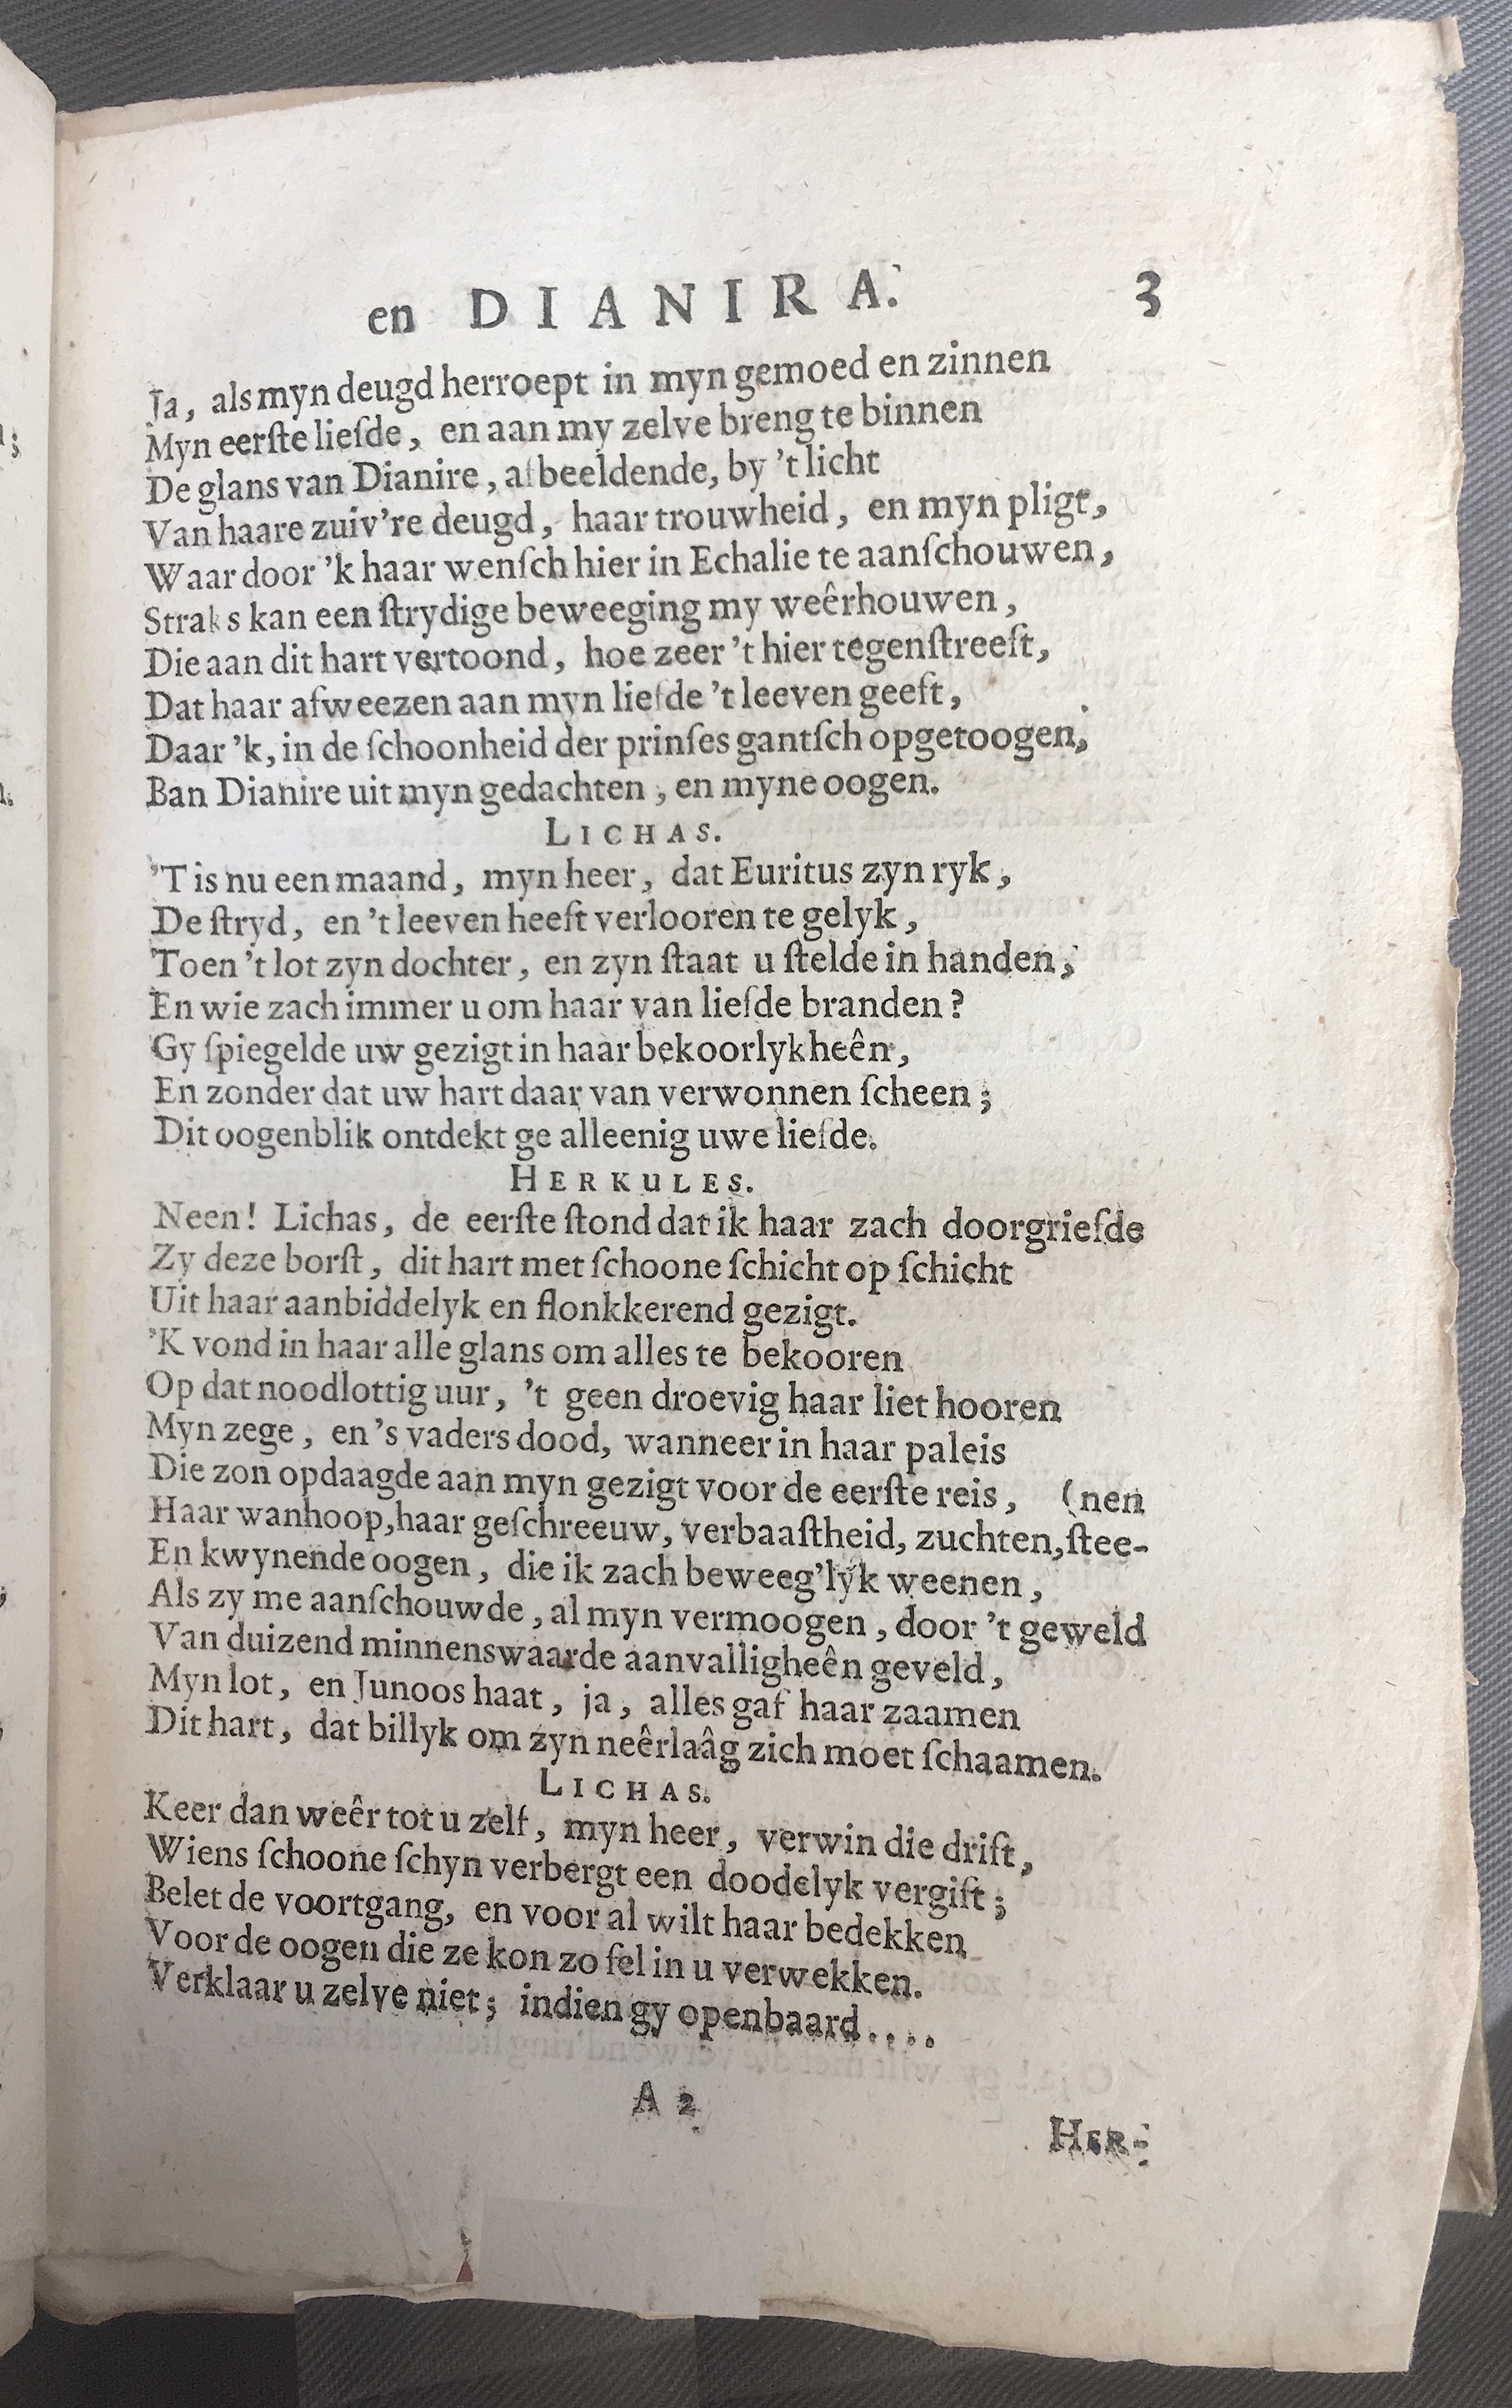 en DIANIRA. 3
Ja, als myn deugd herroept in myn gemoed en zinnen
Myn eerſte liefde, en aan my zelve breng te binnen
De glans van Dianire, afbeeldende, by 't licht
Van haare zuiv're deugd, haar trouwheid, en myn pligt,
Waar door 'k haar wenſch hier in Echalie te aanſchouwen,
Straks kan een ſtrydige beweeging my weêrhouwen,
Die aan dit hart vertoond, hoe zeer 't hier tegenſtreeft,
Dat haar afweezen aan myn liefde 't leeven geeft,
Daar 'k, in de ſchoonheid der prinſes gantſch opgetoogen,
Ban Dianire uit myn gedachten, en myne oogen.
LICHAS.
'T is nu een maand, myn heer, dat Euritus zyn ryk,
De ſtryd, en 't leeven heeft verlooren te gelyk,
Toen 't lot zyn dochter, en zyn ſtaat u ſtelde in handen;
En wie zach immer u om haar van liefde branden?
Gy ſpiegelde uw gezigt in haar bekoorlykheên,
En zonder dat uw hart daar van verwonnen ſcheen;
Dit oogenblik ontdekt ge alleenig uwe liefde.
HERKULES.
Neen! Lichas, de eerſte ſtond dat ik haar zach doorgriefde
Zy deze borſt, dit hart met ſchoone ſchicht op ſchicht
Uit haar aanbiddelyk en flonkkerend gezigt.
'K vond in haar alle glans om alles te bekooren
Op dat noodlottig uur, 't geen droevig haar liet hooren
Myn zege, en 's vaders dood, wanneer in haar paleis
Die zon opdaagde aan myn gezigt voor de eerſte reis, (nen
Haar wanhoop, haar geſchreeuw, verbaaſtheid, zuchten, ſtee-
En kwynende oogen, die ik zach beweeg'lyk weenen,
Als zy me aanſchouwde, al myn vermoogen, door 't geweld
Van duizend minnenswaarde aanvalligheên geveld,
Myn lot, en Junoos haat, ja, alles gaf haar zaamen
Dit hart, dat billyk om zyn neêrlaâg zich moet ſchaamen.
LICHAS.
Keer dan weêr tot u zelf, myn heer, verwin die drift,
Wiens ſchoone ſchyn verbergt een doodelyk vergift;
Belet de voortgang, en voor al wilt haar bedekken
Voor de oogen die ze kon zo fel in u verwekken.
Verklaar u zelve niet; indien gy openbaard....
A 2
HER-